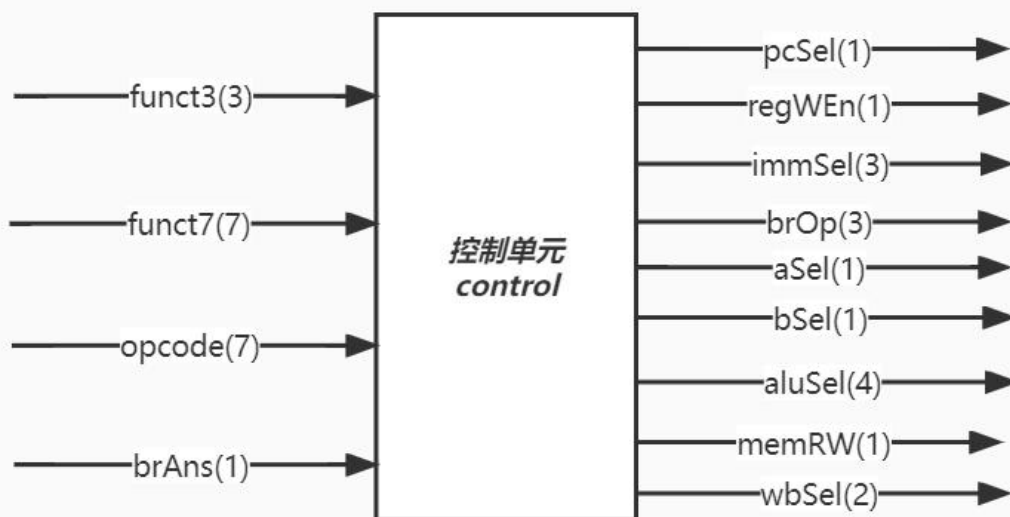 funct3(3)
funct7(7)
opcode(7)
brAns(1)
控制单元
control
pcSel(1)
regWEn(1)
immSel(3)
brOp(3)
aSel(1)
bSel(1)
aluSel(4)
memRW(1)
wbSel(2)